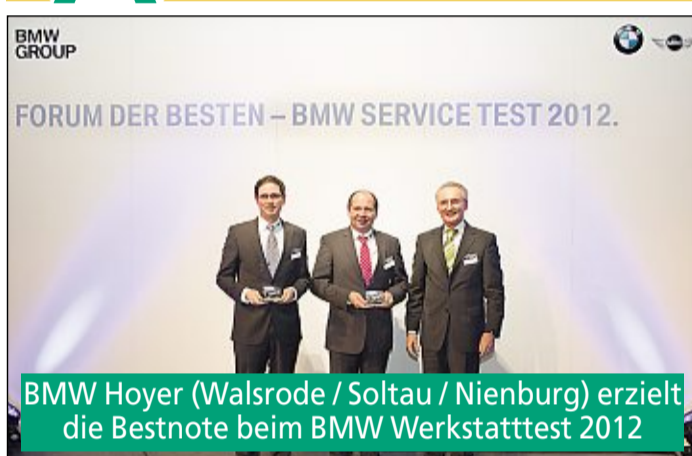 BMW
GROUP
FORUM DER BESTEN – BMW SERVICE TEST 2012.
BMW Hoyer (Walsrode / Soltau / Nienburg) erzielt
die Bestnote beim BMW Werkstatttest 2012